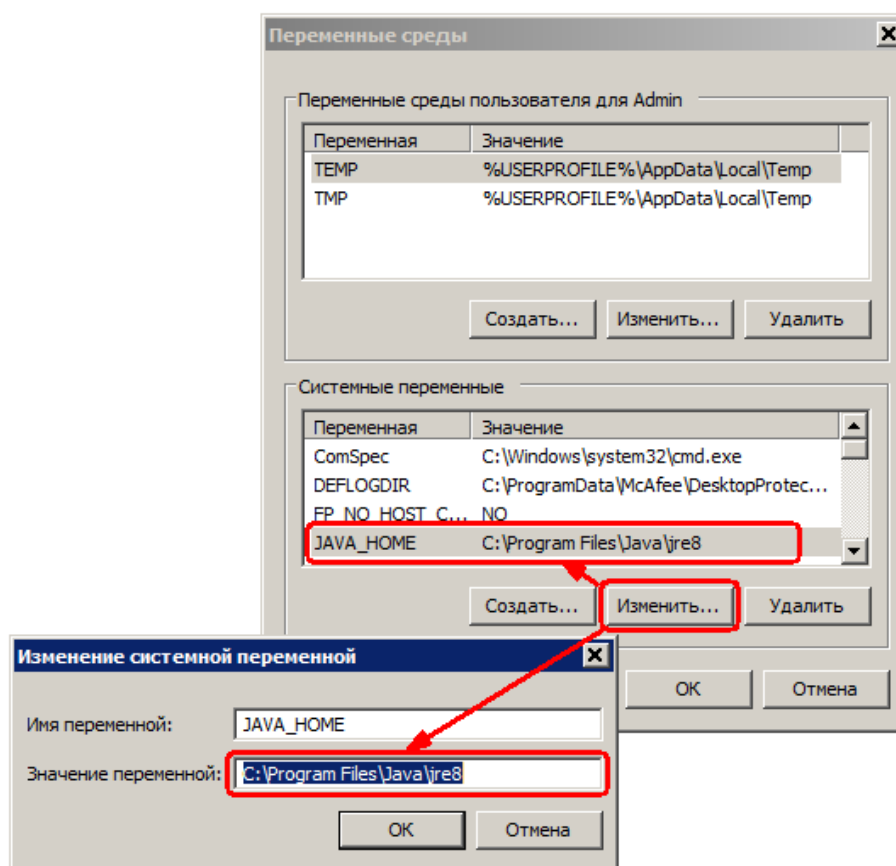 Переменные среды
Переменные среды пользователя для Admin
Переменная Значение
TEMP %USERPROFILE%\AppData\Local\Temp
TMP %USERPROFILE%\AppData\Local\Temp
Создать... Изменить... Удалить
Системные переменные
Переменная Значение
ComSpec C:\Windows\system32\cmd.exe
DEFLOGDIR C:\ProgramData\McAfee\DesktopProtec...
FP_NO_HOST_C... NO
JAVA_HOME C:\Program Files\Java\jre8
Создать... Изменить... Удалить
OK Отмена
Изменение системной переменной
Имя переменной: JAVA_HOME
Значение переменной: C:\Program Files\Java\jre8
OK Отмена